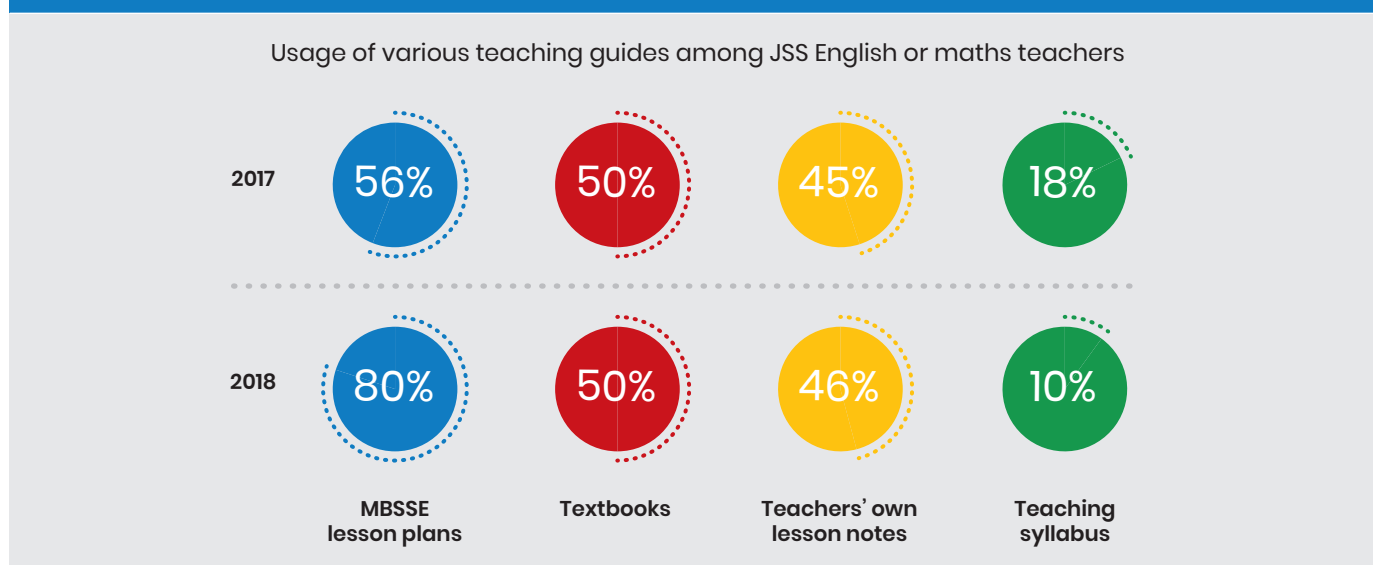 Usage of various teaching guides among JSS English or maths teachers
2017
56%
50%
45%
18%
2018
80%
50%
46%
10%
MBSSE
lesson plans
Textbooks
Teachers’ own
lesson notes
Teaching
syllabus